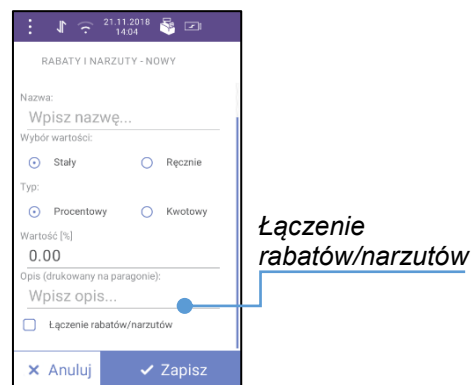 21.11.2018
14:04
RABATY I NARZUTY - NOWY
Nazwa:
Wpisz nazwę...
Wybór wartości:
Stały Ręcznie
Typ:
Procentowy Kwotowy
Wartość [%]
0.00
Opis (drukowany na paragonie):
Wpisz opis...
Łączenie rabatów/narzutów
Anuluj Zapisz
Łączenie
rabatów/narzutów